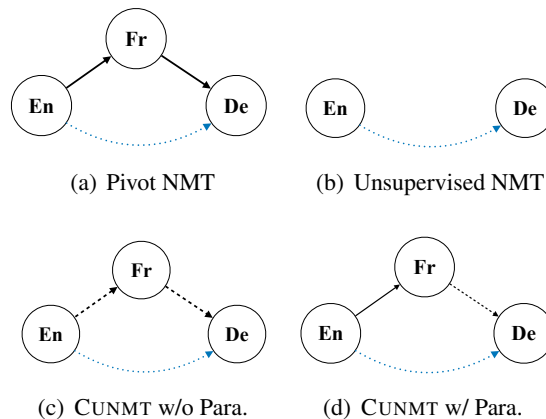 Fr
En De
En De
(a) Pivot NMT (b) Unsupervised NMT
Fr Fr
En De En De
(c) CUNMT w/o Para. (d) CUNMT w/ Para.